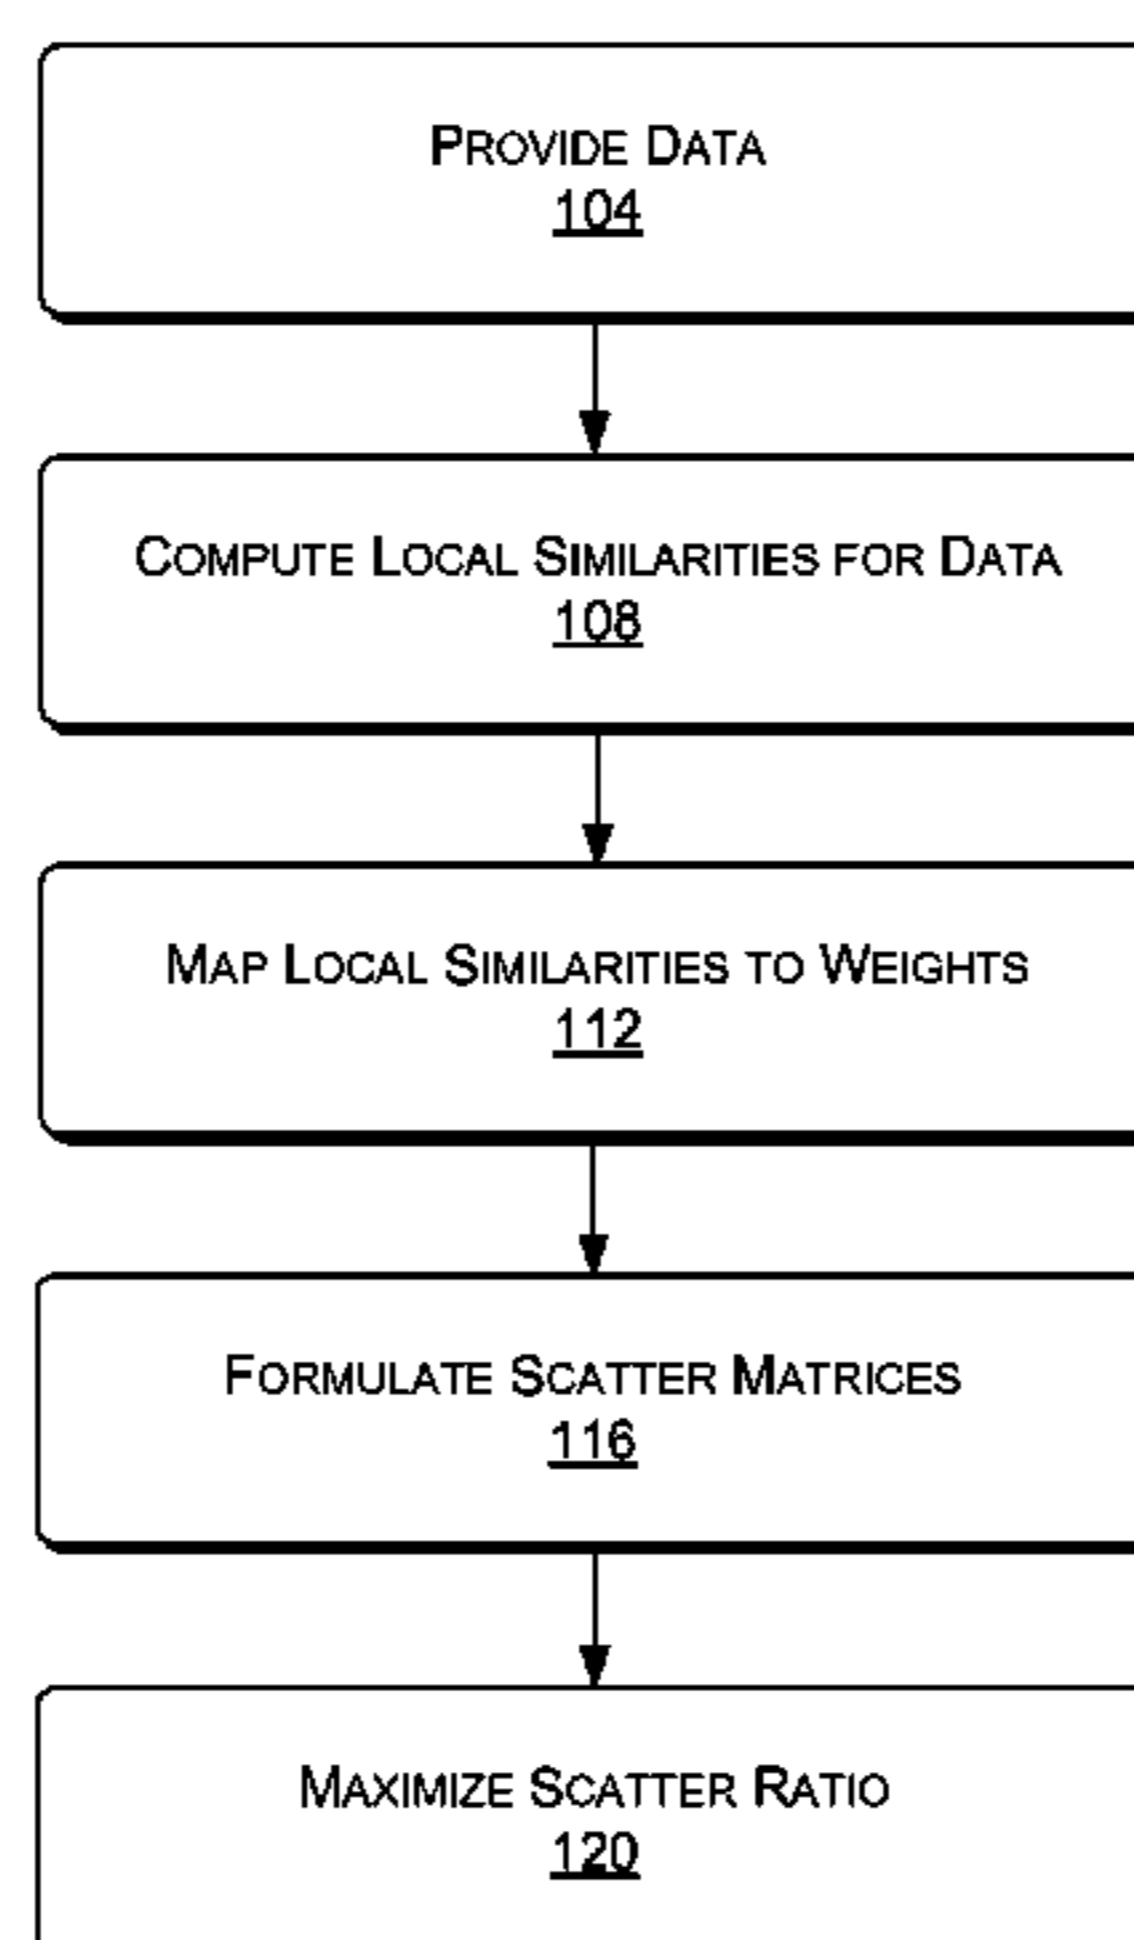 PROVIDE DATA
104
COMPUTE LOCAL SIMILARITIES FOR DATA
108
MAP LOCAL SIMILARITIES TO WEIGHTS
112
FORMULATE SCATTER MATRICES
116
MAXIMIZE SCATTER RATIO
120